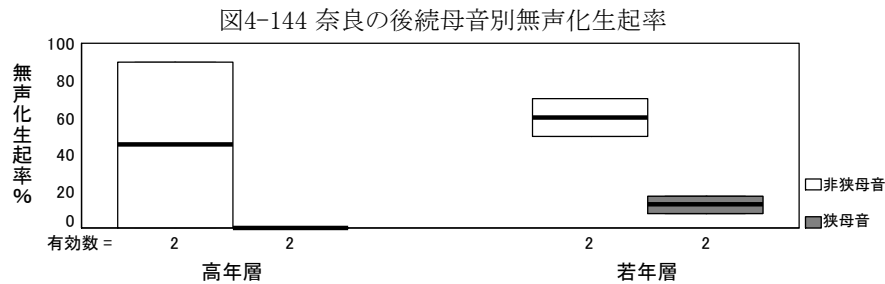 図4-144 奈良の後続母音別無声化生起率
無声化生起率%
100
80
60
40
20
0
有効数 = 2 2 2 2
高年層 若年層
非狭母音
狭母音